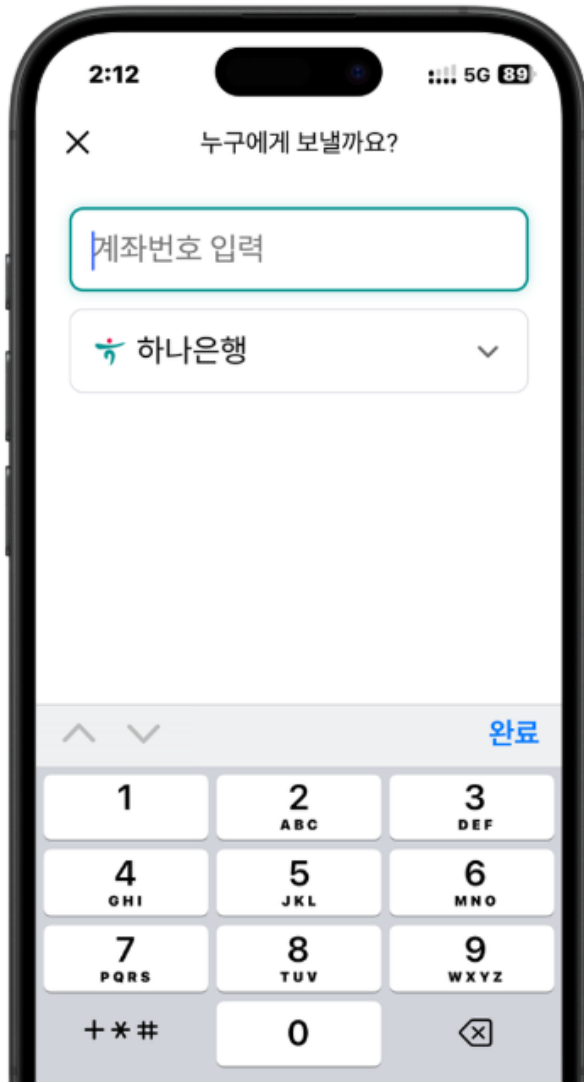 2:12 5G 89
누구에게 보낼까요?
계좌번호 입력
하나은행
완료
1 2 3
ABC DEF
4 5 6
GHI JKL MNO
7 8 9
PQRS TUV WXYZ
+*# 0